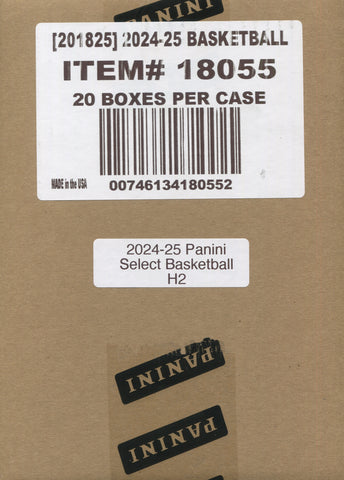 [201825] 2024-25 BASKETBALL
ITEM# 18055
20 BOXES PER CASE
MADE in the USA
00746134180552
2024-25 Panini
Select Basketball
H2
PANINI
PANINI